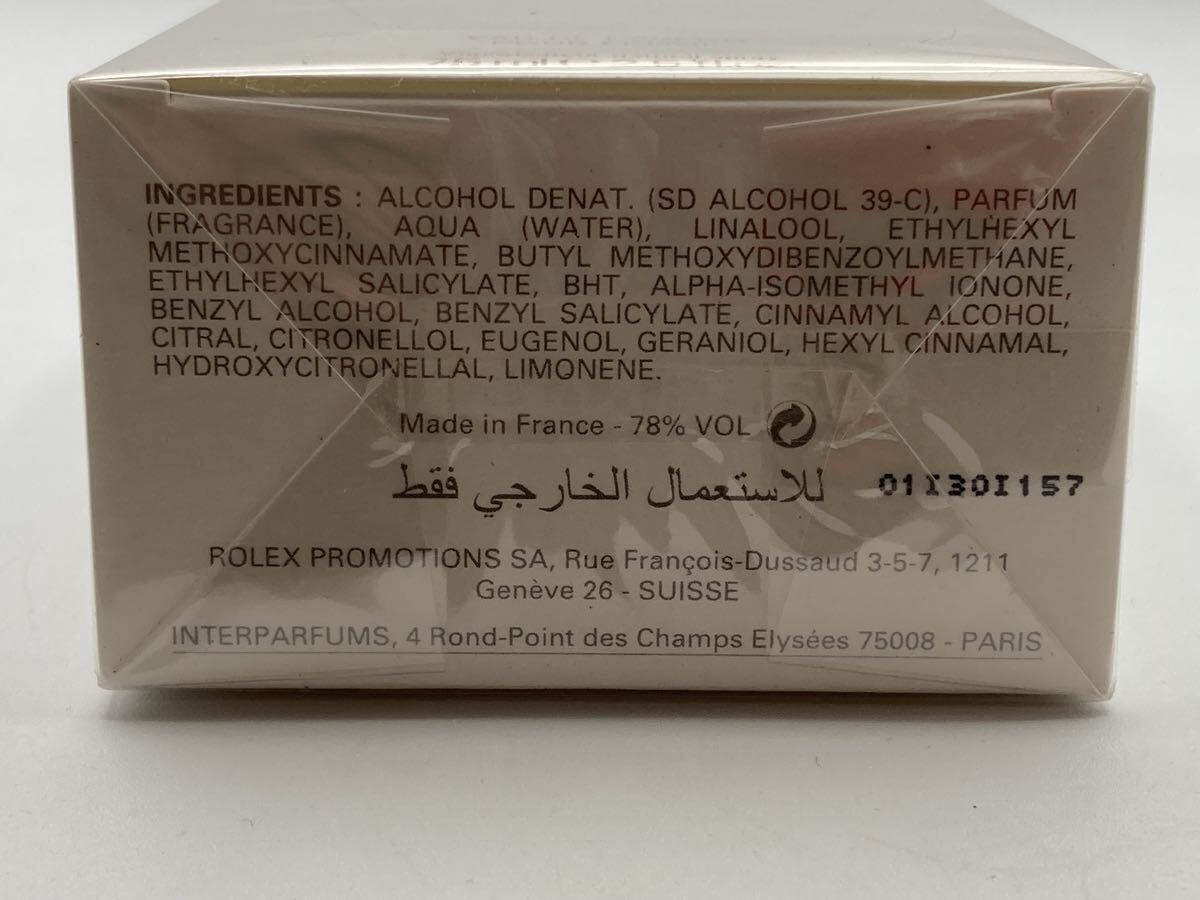 INGREDIENTS : ALCOHOL DENAT. (SD ALCOHOL 39-C), PARFUM
(FRAGRANCE), AQUA (WATER), LINALOOL, ETHYLHEXYL
METHOXYCINNAMATE, BUTYL METHOXYDIBENZOYLMETHANE,
ETHYLHEXYL SALICYLATE, BHT, ALPHA-ISOMETHYL IONONE,
BENZYL ALCOHOL, BENZYL SALICYLATE, CINNAMYL ALCOHOL,
CITRAL, CITRONELLOL, EUGENOL, GERANIOL, HEXYL CINNAMAL,
HYDROXYCITRONELLAL, LIMONENE.
Made in France - 78% VOL
للاستعمال الخارجي فقط
01I30I157
ROLEX PROMOTIONS SA, Rue François-Dussaud 3-5-7, 1211
Genève 26 - SUISSE
INTERPARFUMS, 4 Rond-Point des Champs Elysées 75008 - PARIS